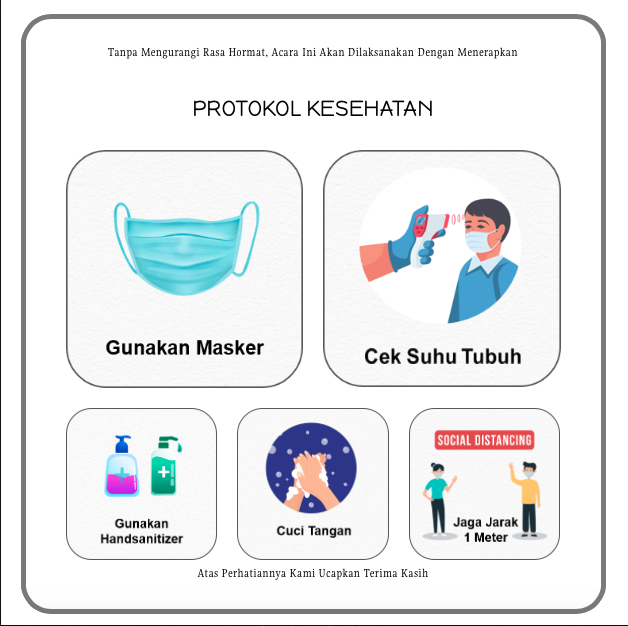 Tanpa Mengurangi Rasa Hormat, Acara Ini Akan Dilaksanakan Dengan Menerapkan
PROTOKOL KESEHATAN
Gunakan Masker
Cek Suhu Tubuh
Gunakan
Handsanitizer
Cuci Tangan
SOCIAL DISTANCING
Jaga Jarak
1 Meter
Atas Perhatiannya Kami Ucapkan Terima Kasih